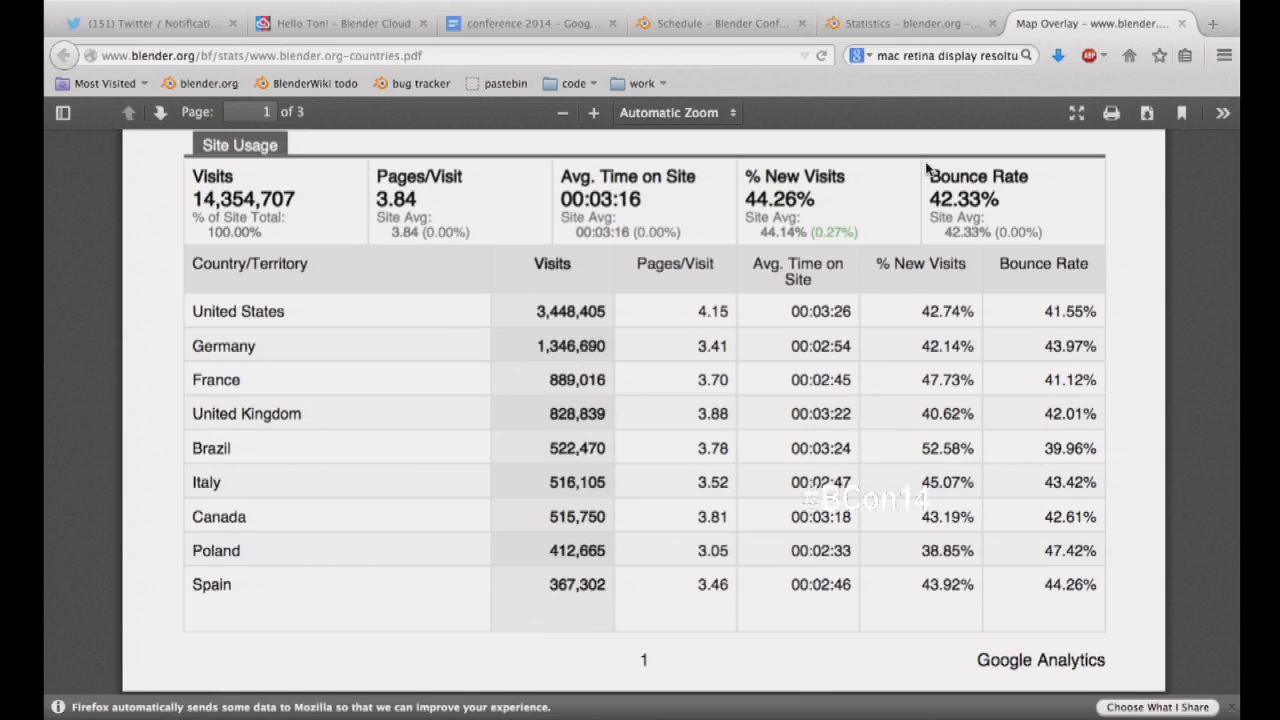 (151) Twitter / Notificati... Hello Ton! – Blender Cloud conference 2014 – Goog... Schedule – Blender Conf... Statistics – blender.org –... Map Overlay – www.blender....
www.blender.org/bf/stats/www.blender.org-countries.pdf mac retina display resoltu
Most Visited blender.org BlenderWiki todo bug tracker pastebin code work
Page: 1 of 3 Automatic Zoom
Site Usage
Visits Pages/Visit Avg. Time on Site % New Visits Bounce Rate
14,354,707 3.84 00:03:16 44.26% 42.33%
% of Site Total: Site Avg: Site Avg: Site Avg: Site Avg:
100.00% 3.84 (0.00%) 00:03:16 (0.00%) 44.14% (0.27%) 42.33% (0.00%)
Country/Territory Visits Pages/Visit Avg. Time on Site % New Visits Bounce Rate
United States 3,448,405 4.15 00:03:26 42.74% 41.55%
Germany 1,346,690 3.41 00:02:54 42.14% 43.97%
France 889,016 3.70 00:02:45 47.73% 41.12%
United Kingdom 828,839 3.88 00:03:22 40.62% 42.01%
Brazil 522,470 3.78 00:03:24 52.58% 39.96%
Italy 516,105 3.52 00:02:47 45.07% 43.42%
#BCon14
Canada 515,750 3.81 00:03:18 43.19% 42.61%
Poland 412,665 3.05 00:02:33 38.85% 47.42%
Spain 367,302 3.46 00:02:46 43.92% 44.26%
1 Google Analytics
Firefox automatically sends some data to Mozilla so that we can improve your experience. Choose What I Share